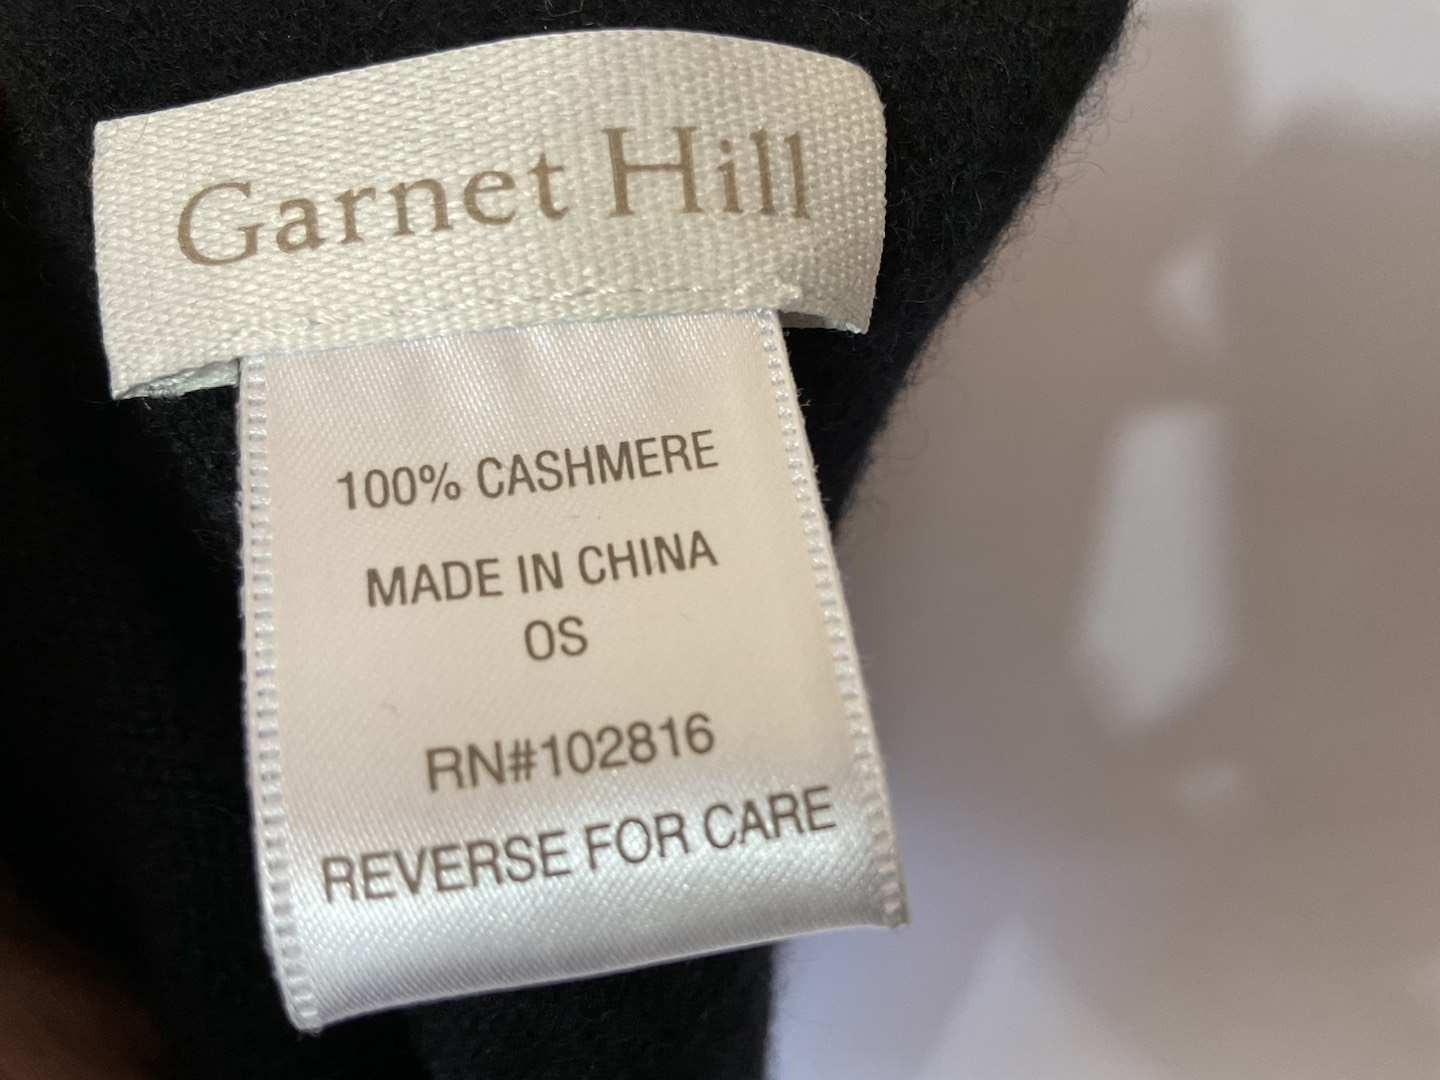 Garnet Hill
100% CASHMERE
MADE IN CHINA
OS
RN#102816
REVERSE FOR CARE